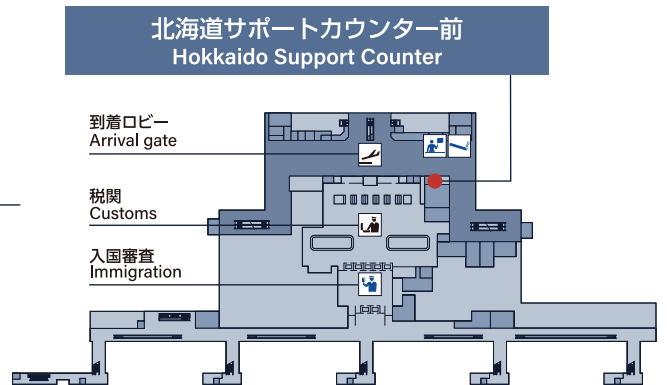 北海道サポートカウンター前
Hokkaido Support Counter
到着ロビー
Arrival gate
税関
Customs
入国審査
Immigration